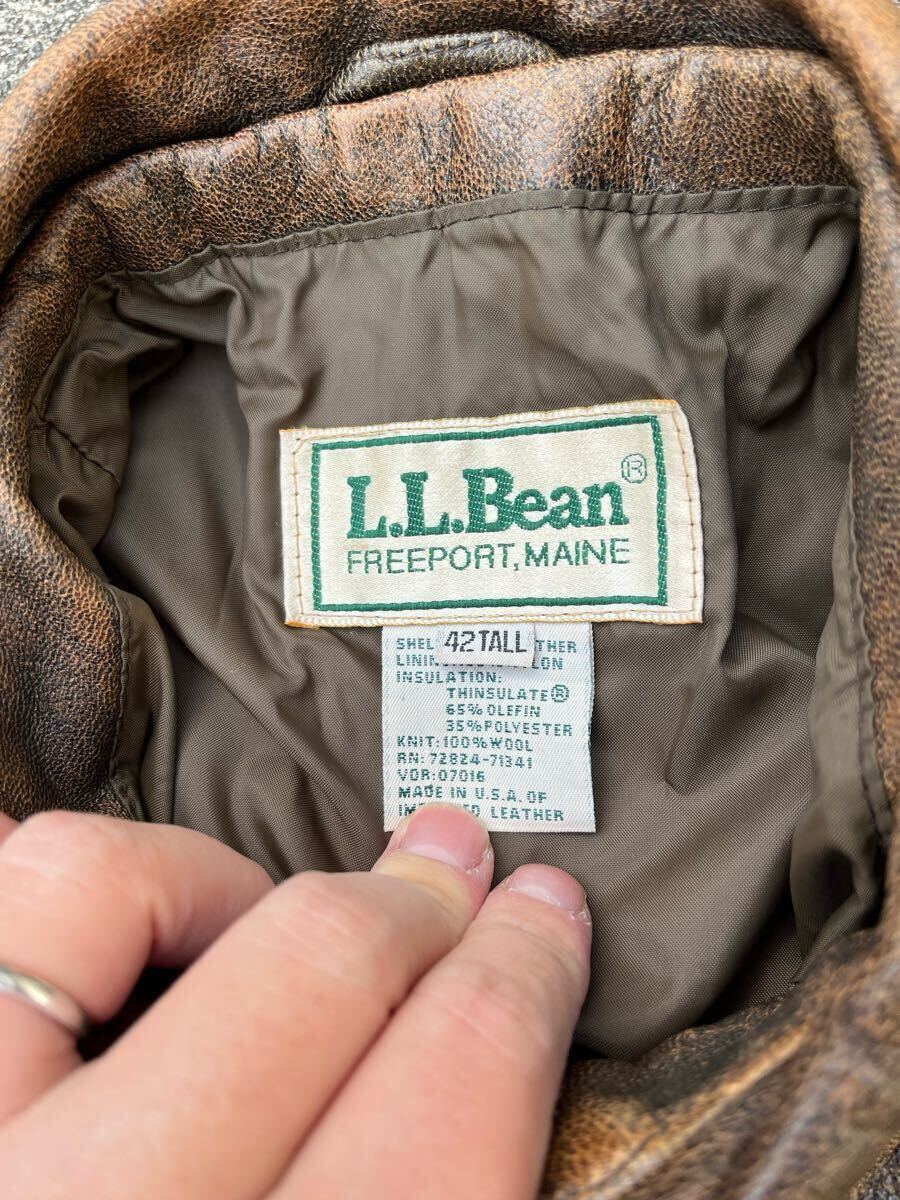 L.L.Bean®
FREEPORT, MAINE
42 TALL
INSULATION:
THINSULATE®
65% OLEFIN
35% POLYESTER
KNIT: 100% WOOL
RN: 72824-71341
VDR: 07016
MADE IN U.S.A. OF
LEATHER